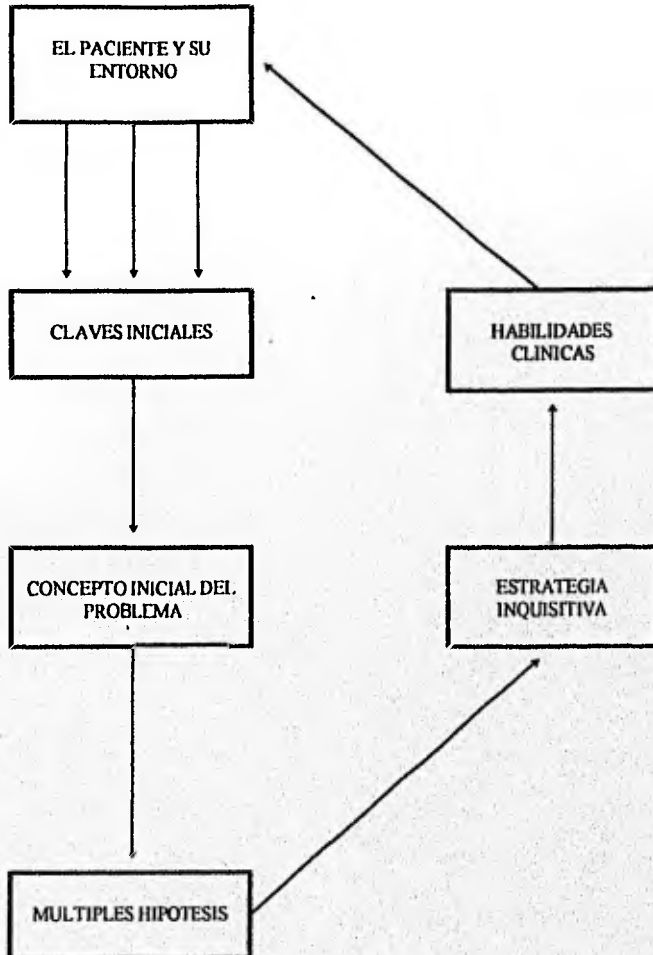 EL PACIENTE Y SU
ENTORNO
CLAVES INICIALES
HABILIDADES
CLINICAS
CONCEPTO INICIAL DEL
PROBLEMA
ESTRATEGIA
INQUISITIVA
MULTIPLES HIPOTESIS